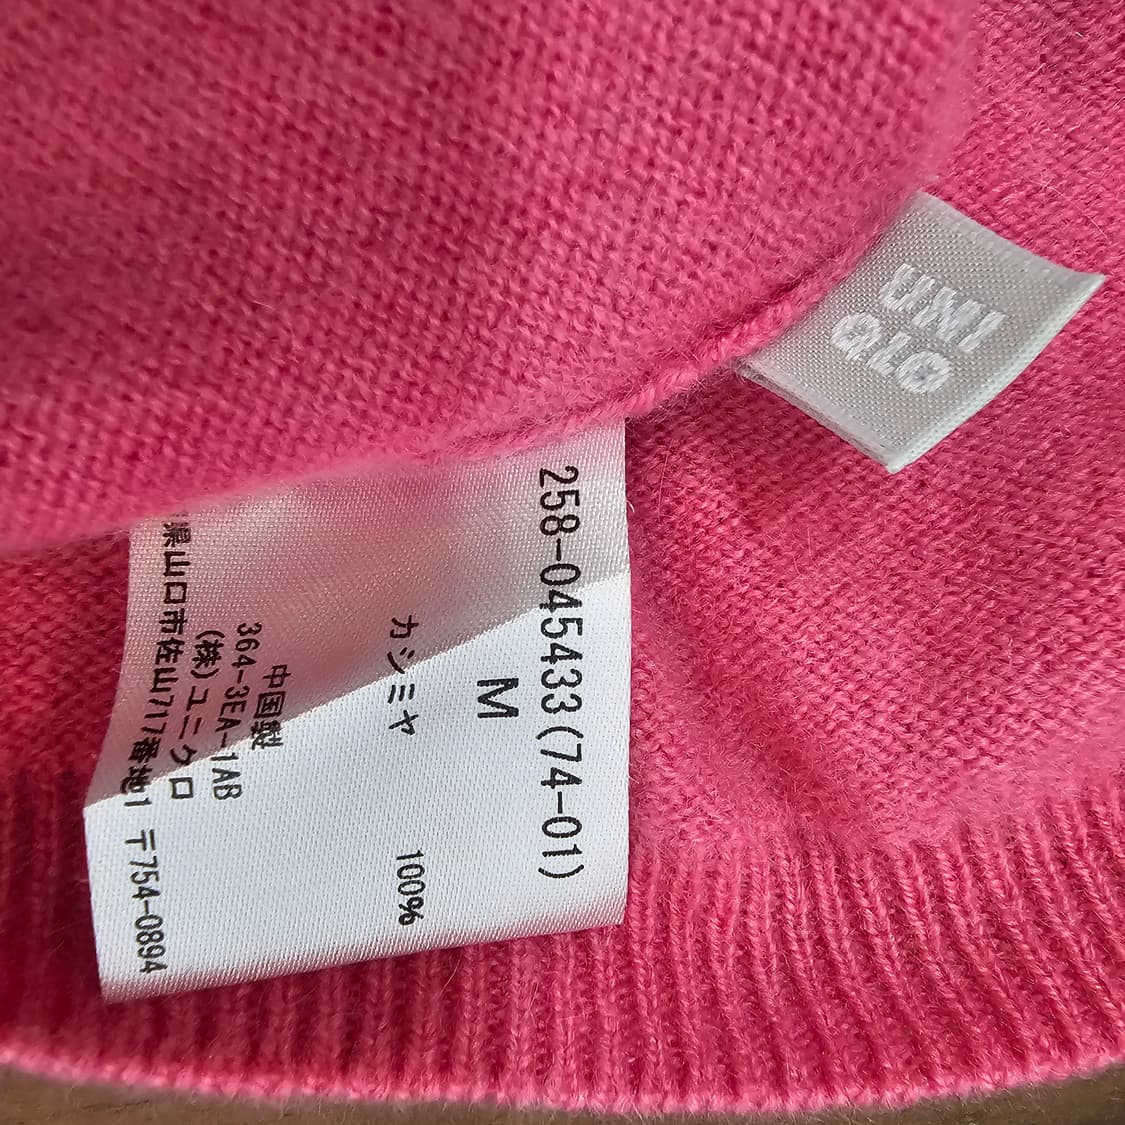 258-045433(74-01)
M
カシミヤ 100%
中国製
364-3EA-1AB
(株)ユニクロ
県山口市佐山717番地1 〒754-0894
UNI
QLO